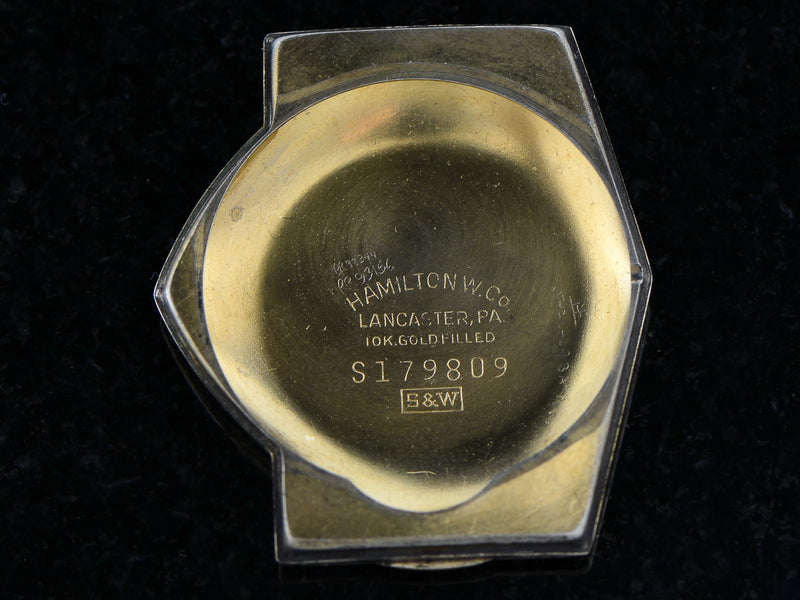 HAMILTON W. Co
LANCASTER, PA.
10K. GOLD FILLED
S179809
S&W